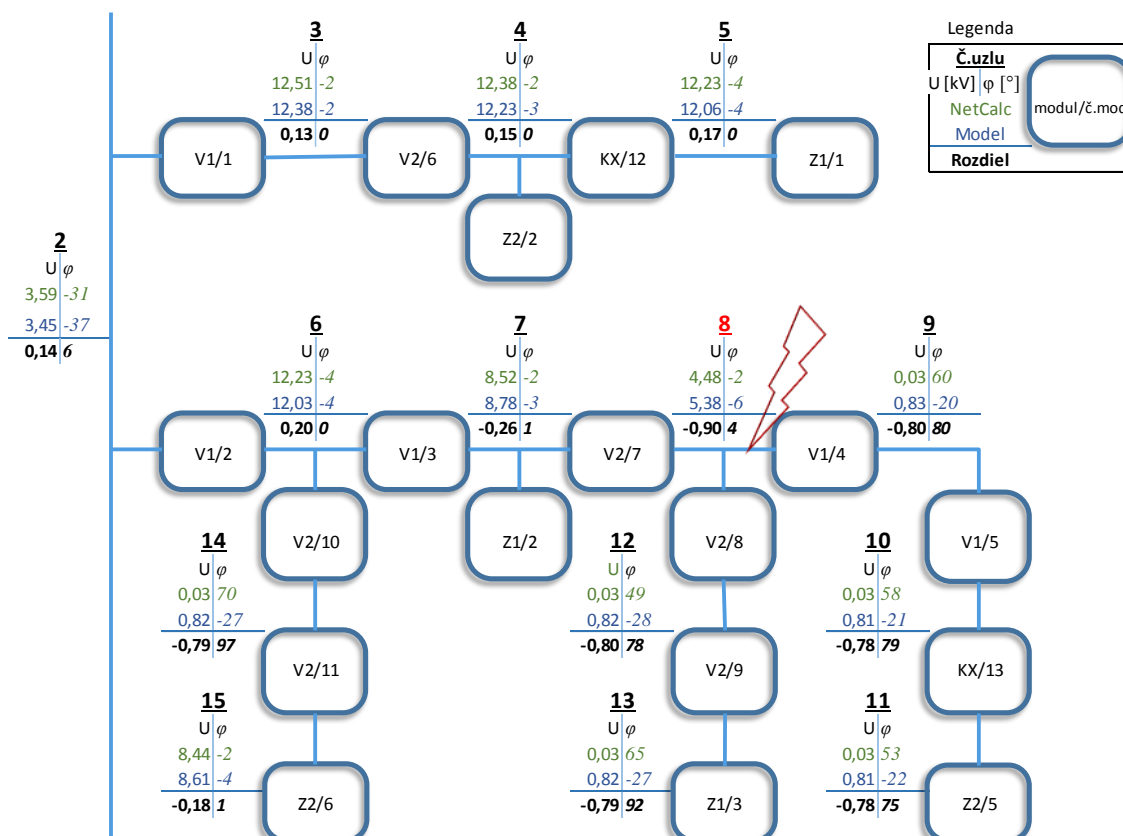 Legenda
Č.uzlu
U [kV] φ [°]
NetCalc
Model
Rozdiel
modul/č.mod
3
U φ
12,51 -2
12,38 -2
0,13 0
4
U φ
12,38 -2
12,23 -3
0,15 0
5
U φ
12,23 -4
12,06 -4
0,17 0
V1/1
V2/6
KX/12
Z1/1
Z2/2
2
U φ
3,59 -31
3,45 -37
0,14 6
6
U φ
12,23 -4
12,03 -4
0,20 0
7
U φ
8,52 -2
8,78 -3
-0,26 1
8
U φ
4,48 -2
5,38 -6
-0,90 4
9
U φ
0,03 60
0,83 -20
-0,80 80
V1/2
V1/3
V2/7
V1/4
V2/10
Z1/2
V2/8
V1/5
14
U φ
0,03 70
0,82 -27
-0,79 97
12
U φ
0,03 49
0,82 -28
-0,80 78
10
U φ
0,03 58
0,81 -21
-0,78 79
V2/11
V2/9
KX/13
15
U φ
8,44 -2
8,61 -4
-0,18 1
13
U φ
0,03 65
0,82 -27
-0,79 92
11
U φ
0,03 53
0,81 -22
-0,78 75
Z2/6
Z1/3
Z2/5